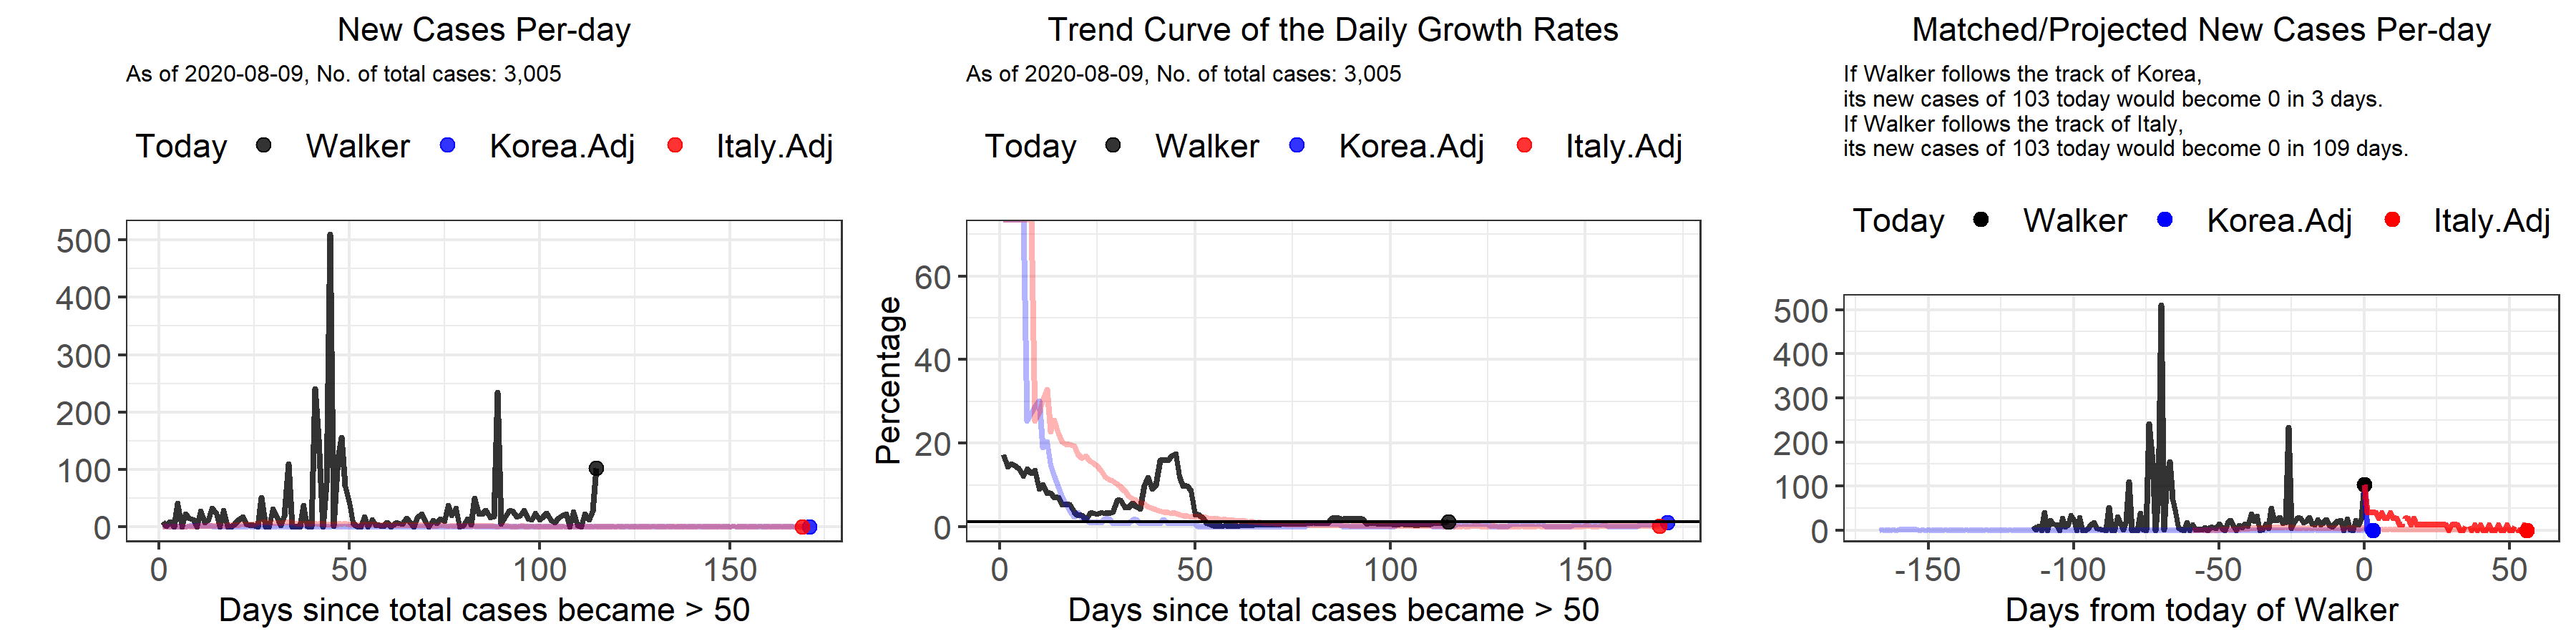 New Cases Per-day
As of 2020-08-09, No. of total cases: 3,005
Today Walker Korea.Adj Italy.Adj
500
400
300
200
100
0
0 50 100 150
Days since total cases became > 50
Trend Curve of the Daily Growth Rates
As of 2020-08-09, No. of total cases: 3,005
Today Walker Korea.Adj Italy.Adj
Percentage
60
40
20
0
0 50 100 150
Days since total cases became > 50
Matched/Projected New Cases Per-day
If Walker follows the track of Korea,
its new cases of 103 today would become 0 in 3 days.
If Walker follows the track of Italy,
its new cases of 103 today would become 0 in 109 days.
Today Walker Korea.Adj Italy.Adj
500
400
300
200
100
0
-150 -100 -50 0 50
Days from today of Walker